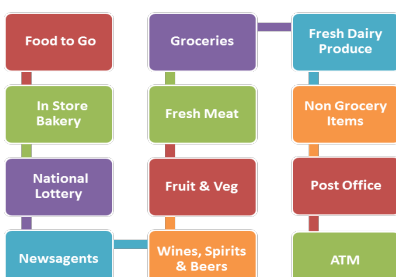 Food to Go
In Store
Bakery
National
Lottery
Newsagents
Wines, Spirits
& Beers
Fruit & Veg
Fresh Meat
Groceries
Fresh Dairy
Produce
Non Grocery
Items
Post Office
ATM